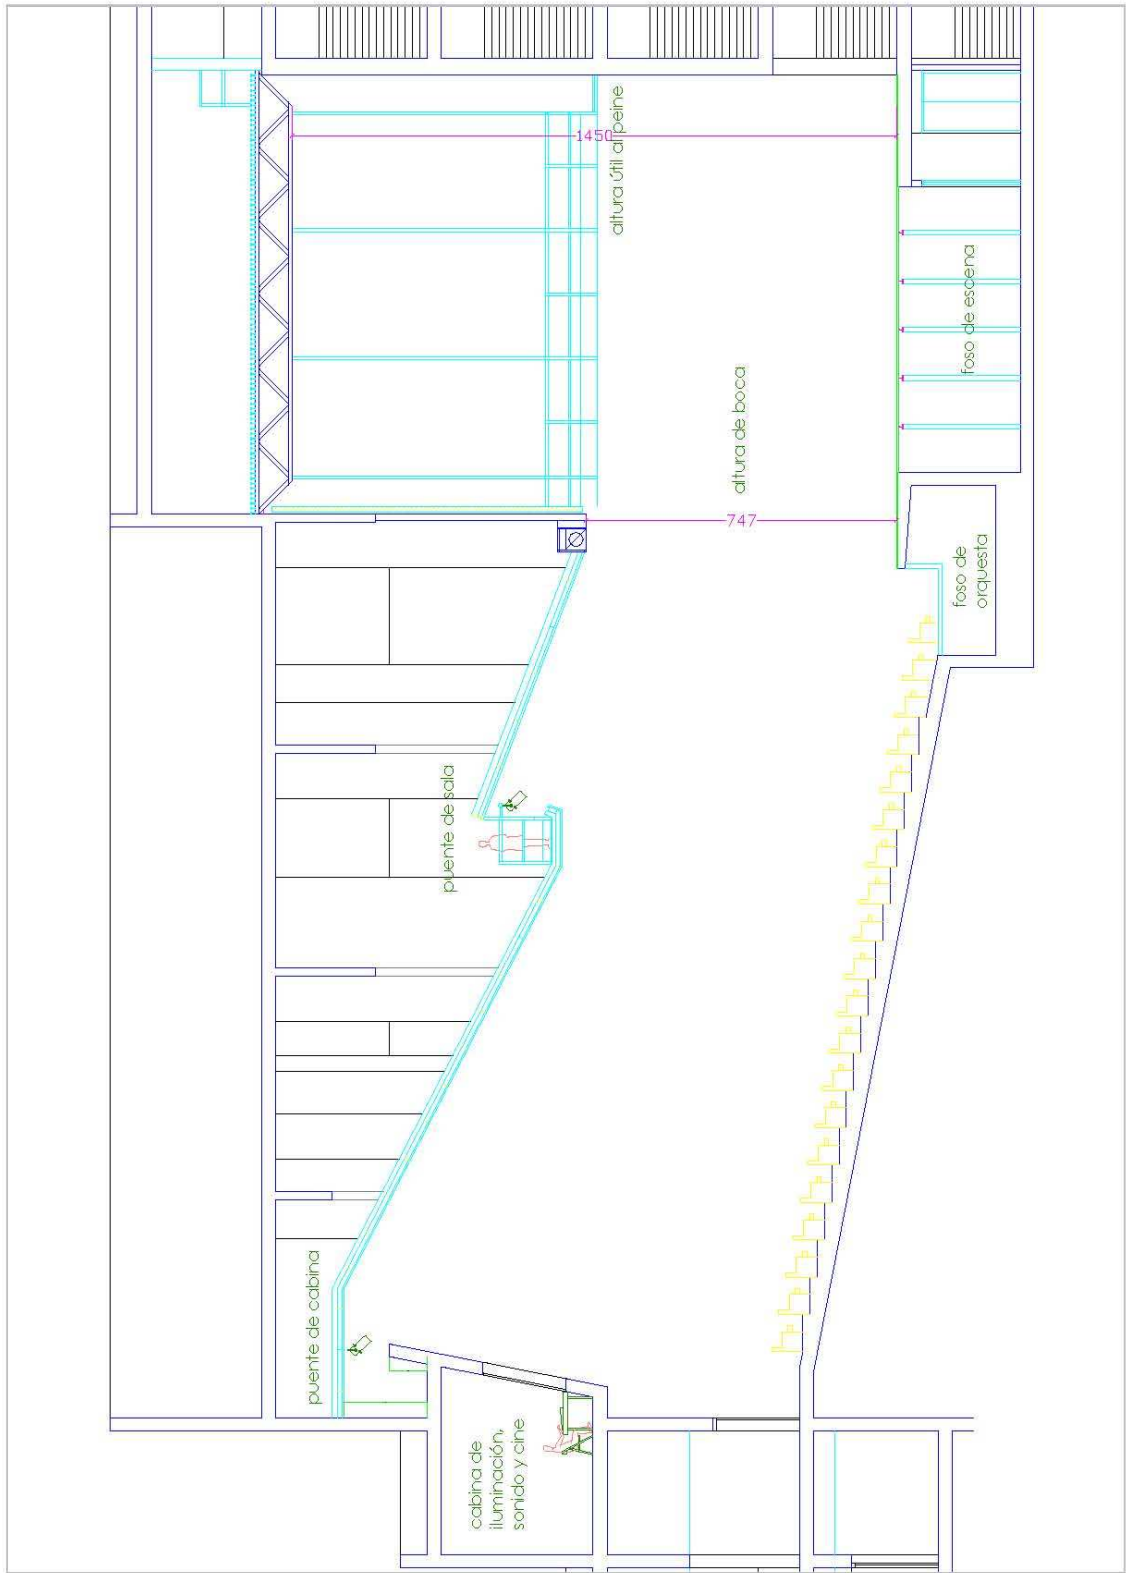 altura útil al peine
1450
foso de escena
altura de boca
747
foso de
orquesta
puente de sala
puente de cabina
cabina de
iluminación,
sonido y cine